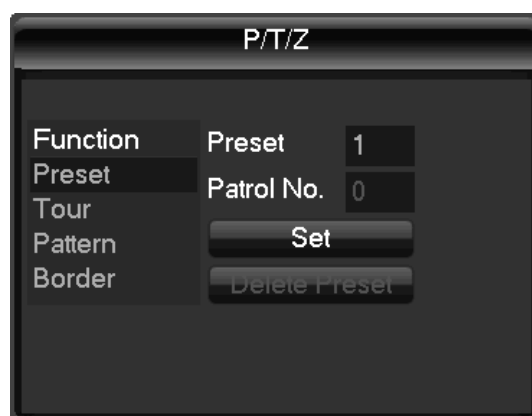 P/T/Z
Function
Preset
Tour
Pattern
Border
Preset 1
Patrol No. 0
Set
Delete Preset